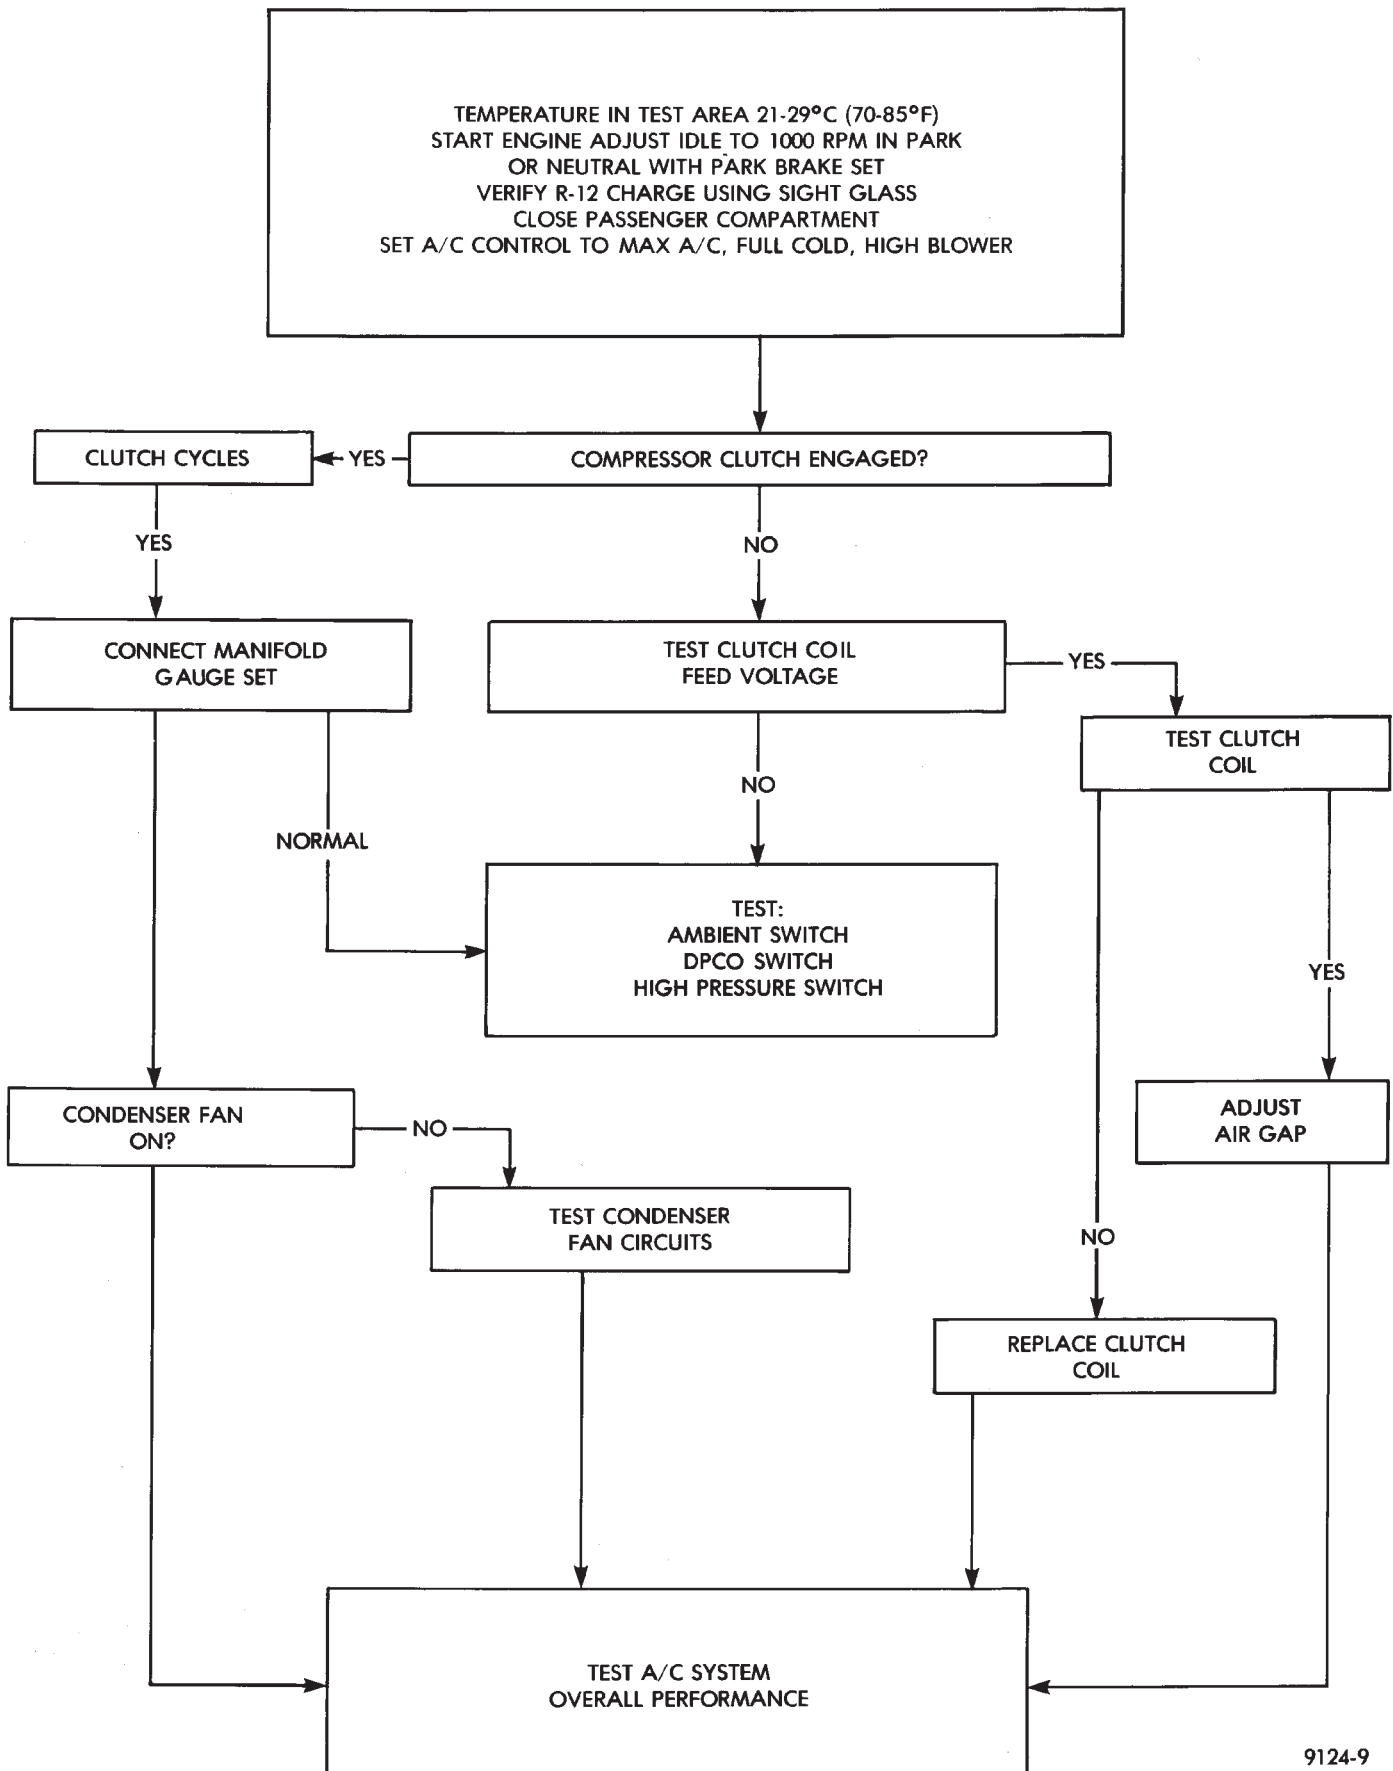 TEMPERATURE IN TEST AREA 21-29°C (70-85°F)
START ENGINE ADJUST IDLE TO 1000 RPM IN PARK
OR NEUTRAL WITH PARK BRAKE SET
VERIFY R-12 CHARGE USING SIGHT GLASS
CLOSE PASSENGER COMPARTMENT
SET A/C CONTROL TO MAX A/C, FULL COLD, HIGH BLOWER
CLUTCH CYCLES
YES
COMPRESSOR CLUTCH ENGAGED?
YES
NO
CONNECT MANIFOLD
GAUGE SET
TEST CLUTCH COIL
FEED VOLTAGE
YES
TEST CLUTCH
COIL
NO
NORMAL
TEST:
AMBIENT SWITCH
DPCO SWITCH
HIGH PRESSURE SWITCH
YES
CONDENSER FAN
ON?
NO
ADJUST
AIR GAP
TEST CONDENSER
FAN CIRCUITS
NO
REPLACE CLUTCH
COIL
TEST A/C SYSTEM
OVERALL PERFORMANCE
9124-9